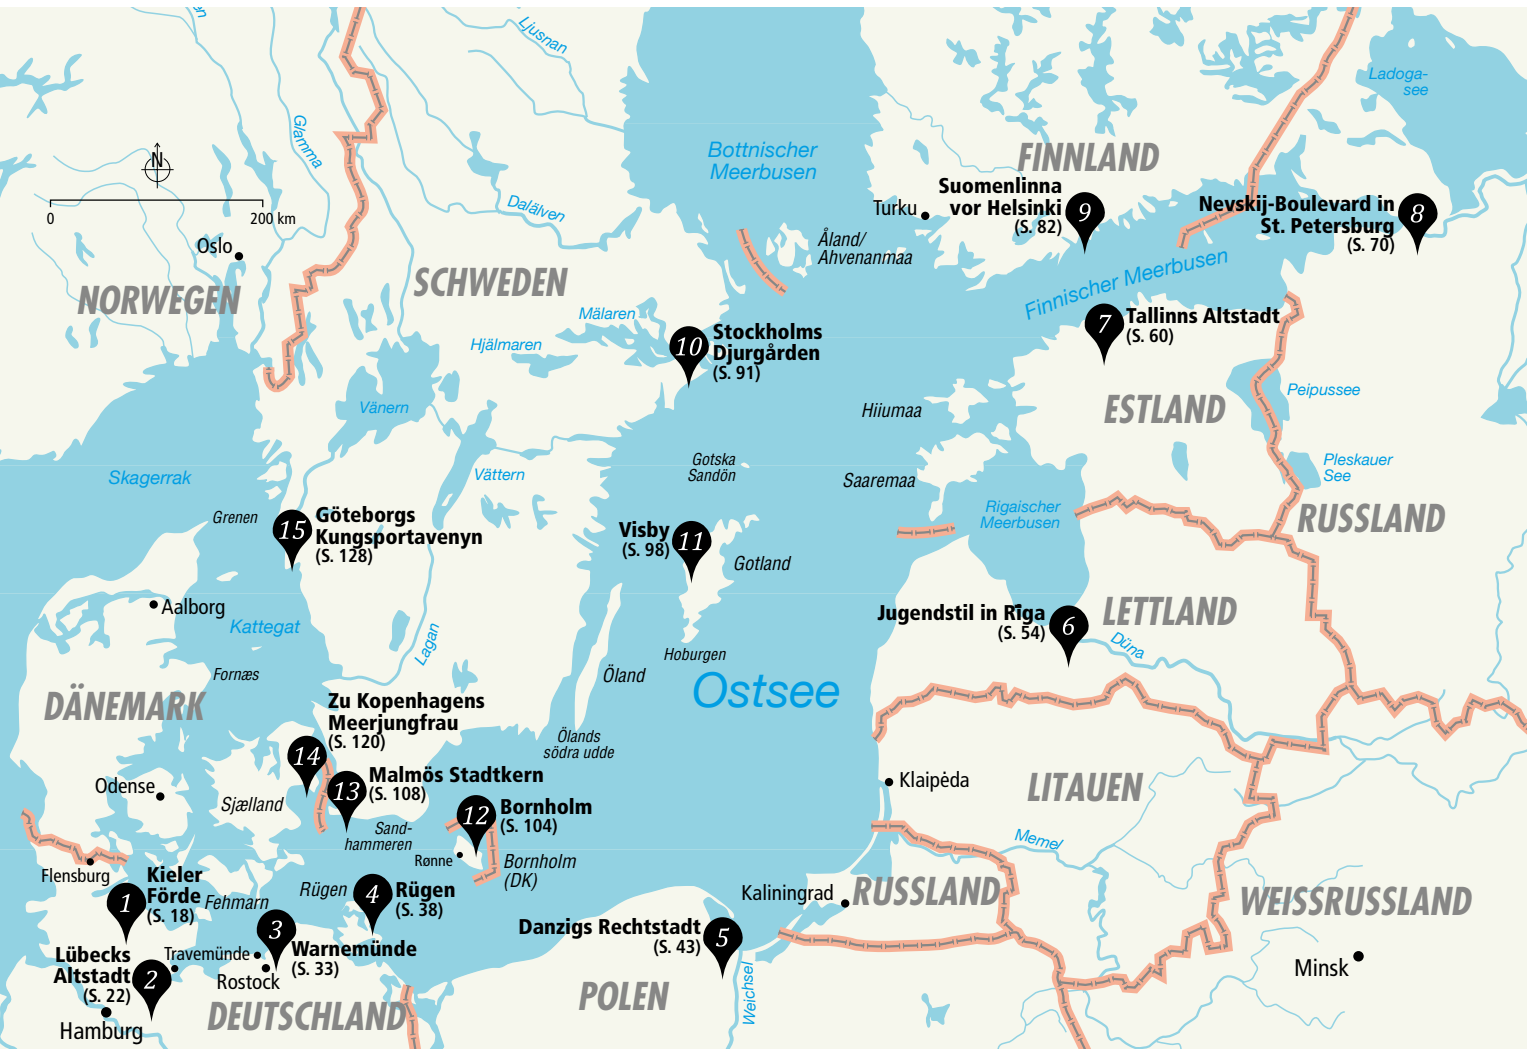 Ljusnan
Ladoga-
see
Glamma
Bottnischer
Meerbusen
FINNLAND
N
0
200 km
Dalälven
Suomenlinna
vor Helsinki
(S. 82)
9
Nevskij-Boulevard in
St. Petersburg
(S. 70)
8
Turku
Oslo
Åland/
Ahvenanmaa
SCHWEDEN
NORWEGEN
Finnischer Meerbusen
Mälaren
Hjälmaren
10
Stockholms
Djurgården
(S. 91)
7
Tallinns Altstadt
(S. 60)
Vänern
Hiiumaa
ESTLAND
Peipussee
Skagerrak
Vättern
Gotska
Sandön
Saaremaa
Pleskauer
See
Rigaischer
Meerbusen
RUSSLAND
Grenen
15
Göteborgs
Kungsportavenyn
(S. 128)
Visby
(S. 98)
11
Gotland
Aalborg
Kattegat
Lagan
Jugendstil in Rīga
(S. 54)
6
LETTLAND
Düna
Hoburgen
Fornæs
Öland
Ostsee
DÄNEMARK
Zu Kopenhagens
Meerjungfrau
(S. 120)
14
Ölands
södra udde
Odense
Sjælland
13
Malmös Stadtkern
(S. 108)
Klaipėda
LITAUEN
12
Bornholm
(S. 104)
Sand-
hammeren
Memel
Rønne
Bornholm
(DK)
Flensburg
Kieler
Förde
(S. 18)
1
Fehmarn
Rügen
4
Rügen
(S. 38)
Kaliningrad
RUSSLAND
WEISSRUSSLAND
3
Warnemünde
(S. 33)
Danzigs Rechtstadt
(S. 43)
5
Lübecks
Altstadt
(S. 22)
2
Travemünde
Rostock
Minsk
POLEN
Weichsel
DEUTSCHLAND
Hamburg